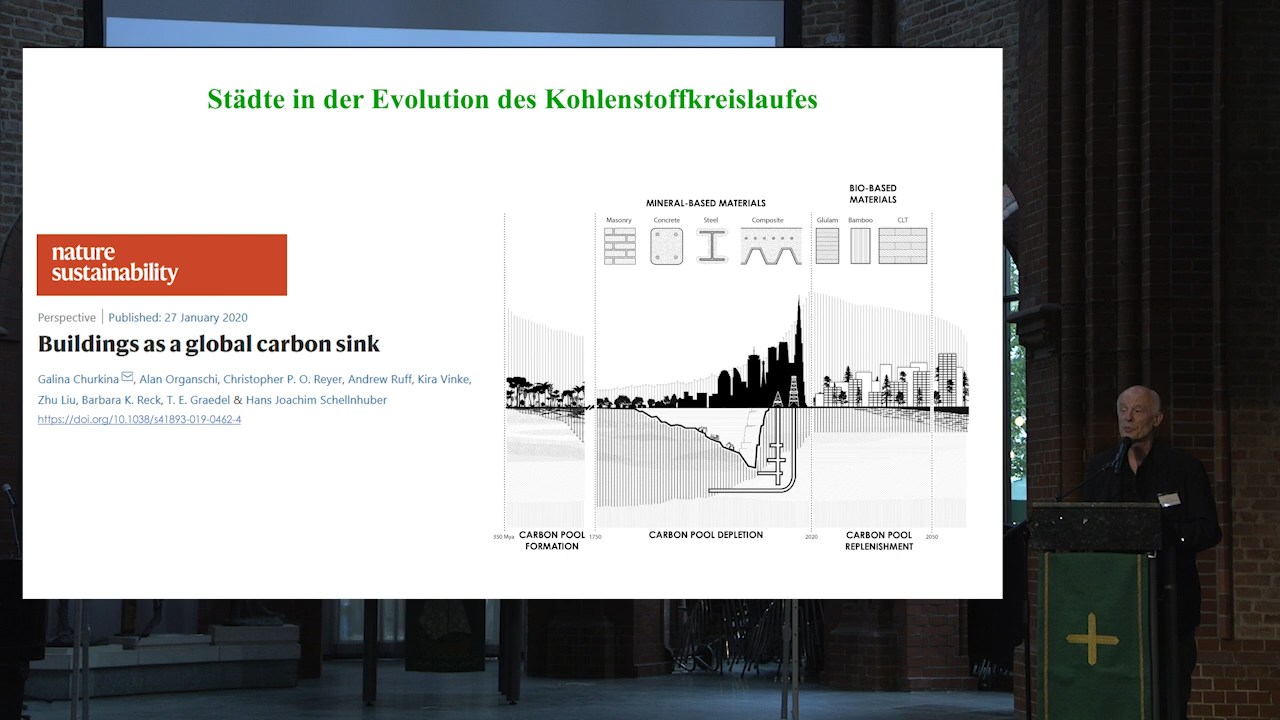 Städte in der Evolution des Kohlenstoffkreislaufes
nature
sustainability
Perspective | Published: 27 January 2020
Buildings as a global carbon sink
Galina Churkina, Alan Organschi, Christopher P. O. Reyer, Andrew Ruff, Kira Vinke,
Zhu Liu, Barbara K. Reck, T. E. Graedel & Hans Joachim Schellnhuber
https://doi.org/10.1038/s41893-019-0462-4
MINERAL-BASED MATERIALS
BIO-BASED
MATERIALS
Masonry Concrete Steel Composite Glulam Bamboo CLT
350 Mya CARBON POOL
FORMATION
1750 CARBON POOL DEPLETION 2020
CARBON POOL
REPLENISHMENT
2050